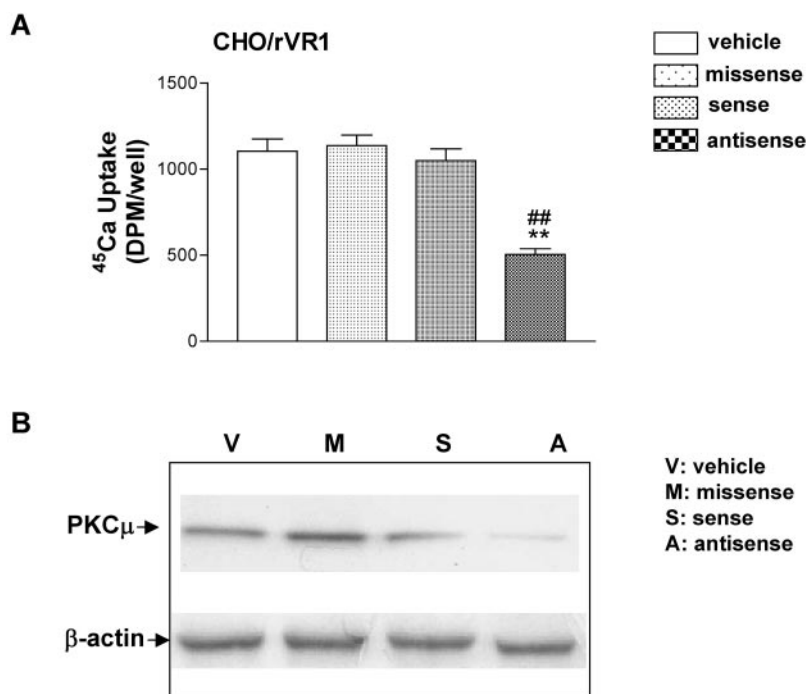 A
CHO/rVR1
vehicle
missense
sense
antisense
45Ca Uptake
(DPM/well)
1500
1000
500
0
##
**
B
V M S A
PKCμ
β-actin
V: vehicle
M: missense
S: sense
A: antisense